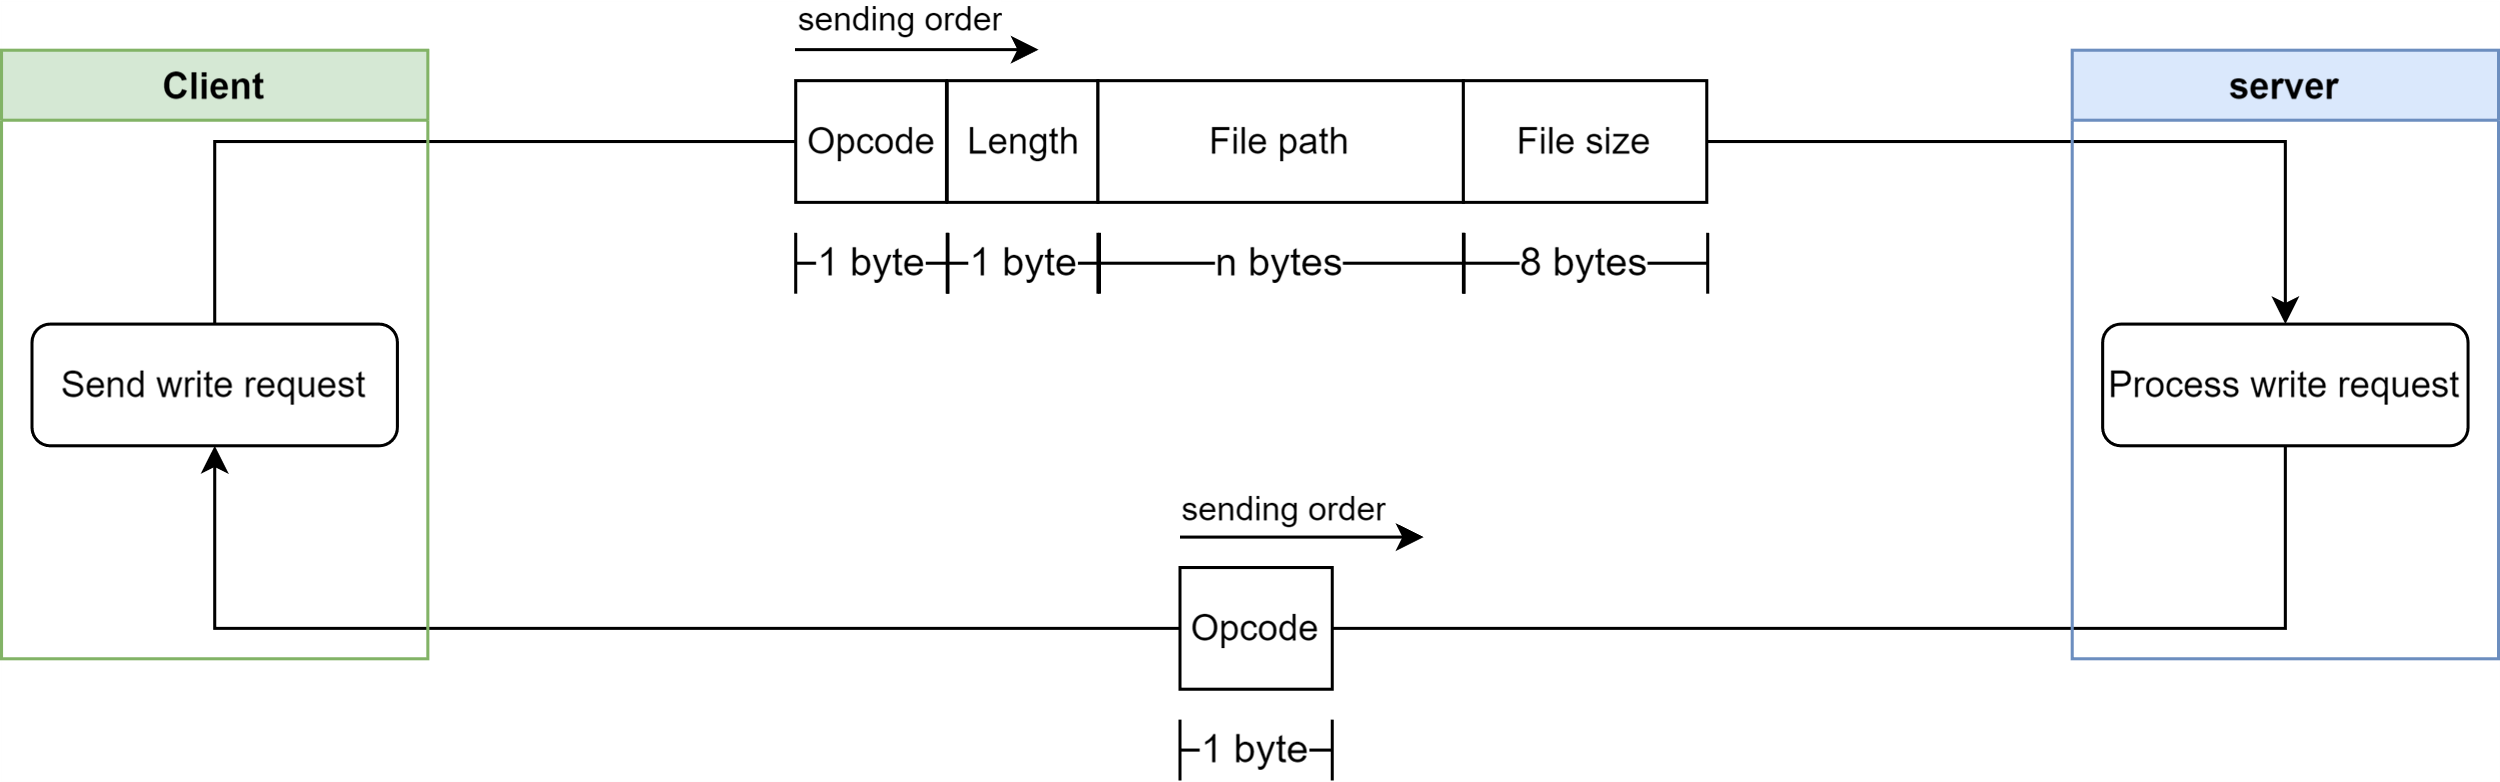 sending order
Client
server
Opcode
Length
File path
File size
1 byte
1 byte
n bytes
8 bytes
Send write request
Process write request
sending order
Opcode
1 byte